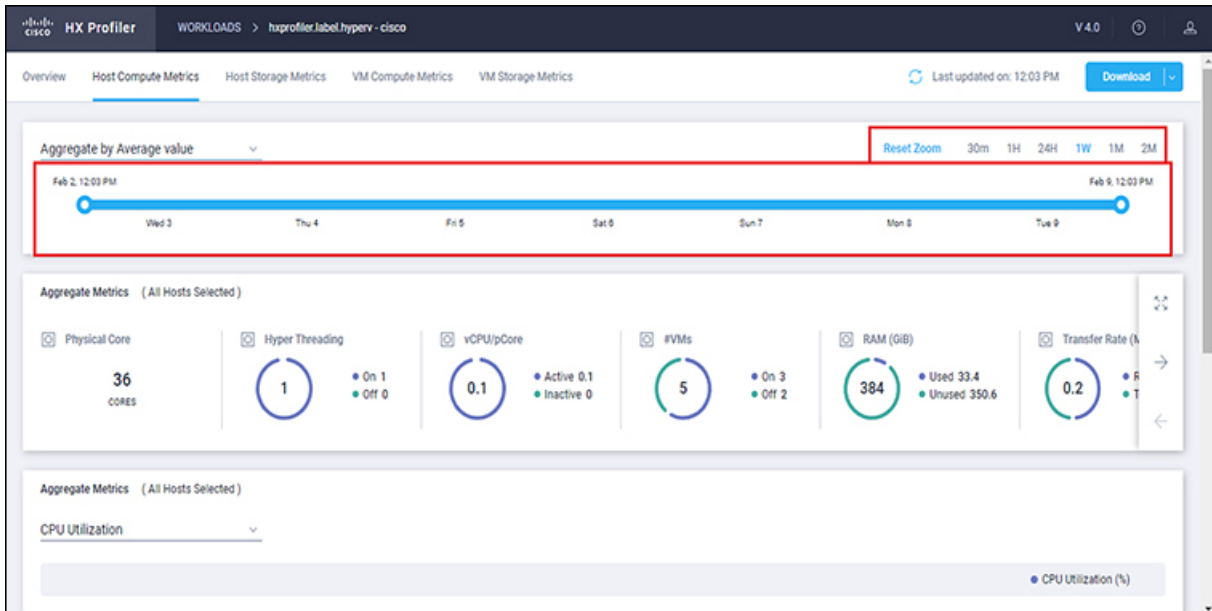 cisco HX Profiler WORKLOADS > hxprofiler.label.hyperv - cisco V 4.0
Overview Host Compute Metrics Host Storage Metrics VM Compute Metrics VM Storage Metrics Last updated on: 12:03 PM Download
Aggregate by Average value Reset Zoom 30m 1H 24H 1W 1M 2M
Feb 2, 12:03 PM Feb 9, 12:03 PM
Wed 3 Thu 4 Fri 5 Sat 6 Sun 7 Mon 8 Tue 9
Aggregate Metrics ( All Hosts Selected )
Physical Core Hyper Threading vCPU/pCore #VMs RAM (GiB) Transfer Rate (M
36 CORES 1 On 1 Off 0 0.1 Active 0.1 Inactive 0 5 On 3 Off 2 384 Used 33.4 Unused 350.6 0.2 R T
Aggregate Metrics ( All Hosts Selected )
CPU Utilization
CPU Utilization (%)